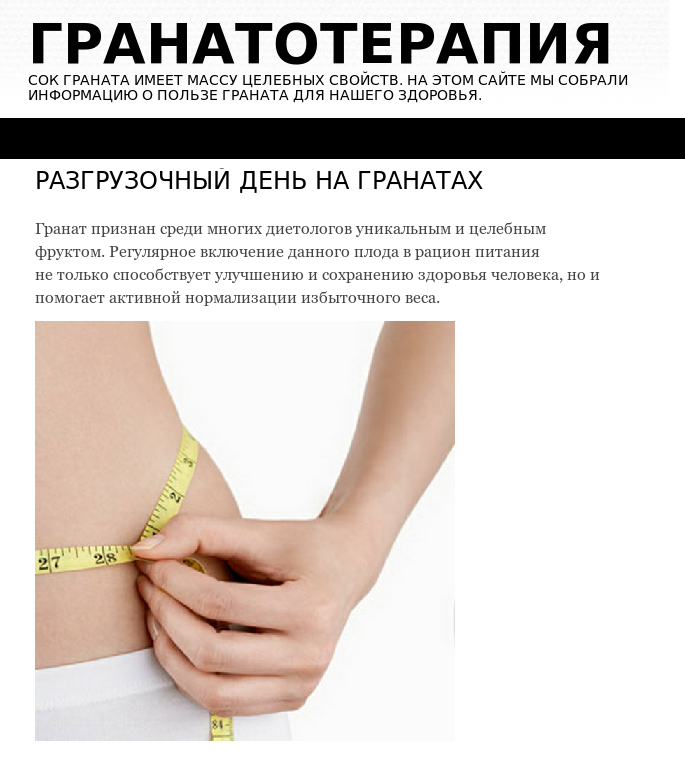 ГРАНАТОТЕРАПИЯ
СОК ГРАНАТА ИМЕЕТ МАССУ ЦЕЛЕБНЫХ СВОЙСТВ. НА ЭТОМ САЙТЕ МЫ СОБРАЛИ
ИНФОРМАЦИЮ О ПОЛЬЗЕ ГРАНАТА ДЛЯ НАШЕГО ЗДОРОВЬЯ.
РАЗГРУЗОЧНЫЙ ДЕНЬ НА ГРАНАТАХ
Гранат признан среди многих диетологов уникальным и целебным
фруктом. Регулярное включение данного плода в рацион питания
не только способствует улучшению и сохранению здоровья человека, но и
помогает активной нормализации избыточного веса.
3
2
27 28
84